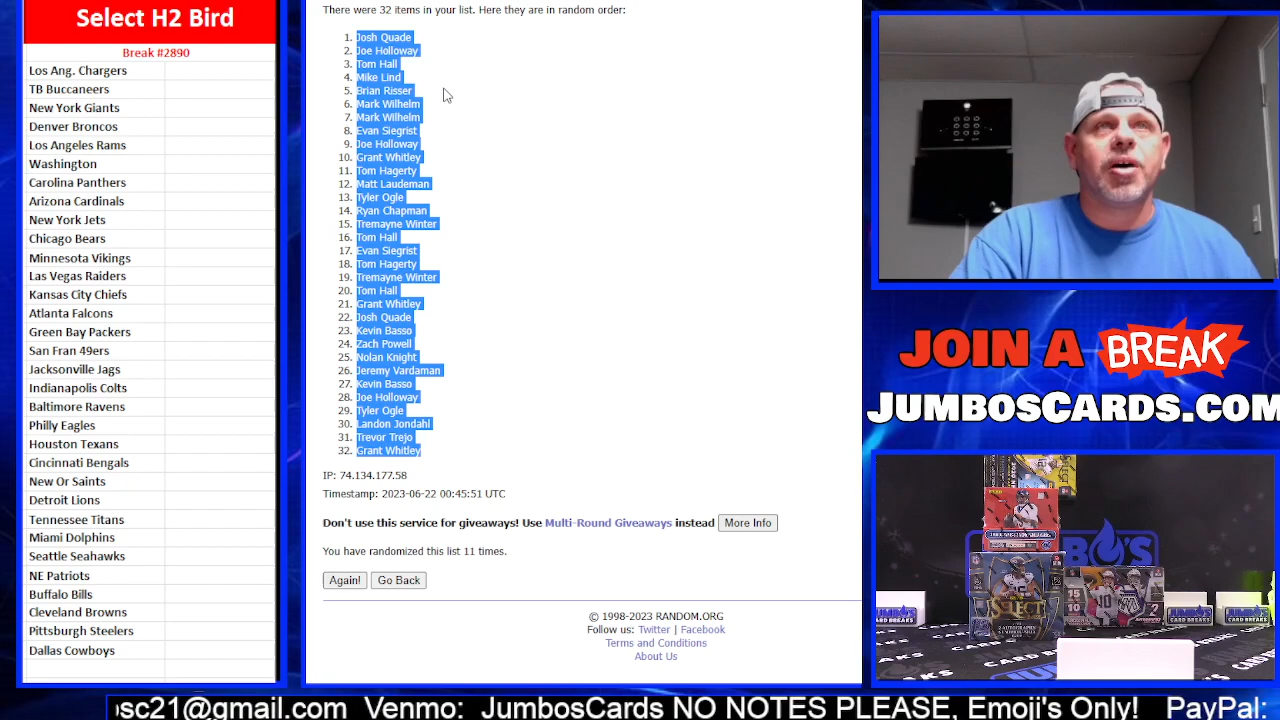 Select H2 Bird
Break #2890
Los Ang. Chargers
TB Buccaneers
New York Giants
Denver Broncos
Los Angeles Rams
Washington
Carolina Panthers
Arizona Cardinals
New York Jets
Chicago Bears
Minnesota Vikings
Las Vegas Raiders
Kansas City Chiefs
Atlanta Falcons
Green Bay Packers
San Fran 49ers
Jacksonville Jags
Indianapolis Colts
Baltimore Ravens
Philly Eagles
Houston Texans
Cincinnati Bengals
New Or Saints
Detroit Lions
Tennessee Titans
Miami Dolphins
Seattle Seahawks
NE Patriots
Buffalo Bills
Cleveland Browns
Pittsburgh Steelers
Dallas Cowboys
There were 32 items in your list. Here they are in random order:
1. Josh Quade
2. Joe Holloway
3. Tom Hall
4. Mike Lind
5. Brian Risser
6. Mark Wilhelm
7. Mark Wilhelm
8. Evan Siegrist
9. Joe Holloway
10. Grant Whitley
11. Tom Hagerty
12. Matt Laudeman
13. Tyler Ogle
14. Ryan Chapman
15. Tremayne Winter
16. Tom Hall
17. Evan Siegrist
18. Tom Hagerty
19. Tremayne Winter
20. Tom Hall
21. Grant Whitley
22. Josh Quade
23. Kevin Basso
24. Zach Powell
25. Nolan Knight
26. Jeremy Vardaman
27. Kevin Basso
28. Joe Holloway
29. Tyler Ogle
30. Landon Jondahl
31. Trevor Trejo
32. Grant Whitley
IP: 74.134.177.58
Timestamp: 2023-06-22 00:45:51 UTC
Don't use this service for giveaways! Use Multi-Round Giveaways instead More Info
You have randomized this list 11 times.
Again! Go Back
© 1998-2023 RANDOM.ORG
Follow us: Twitter | Facebook
Terms and Conditions
About Us
JOIN A BREAK
JUMBOSCARDS.COM
SELECT
JUMBO'S
CARD BREAKS
osc21@gmail.com Venmo: JumbosCards NO NOTES PLEASE, Emoji's Only! PayPal: